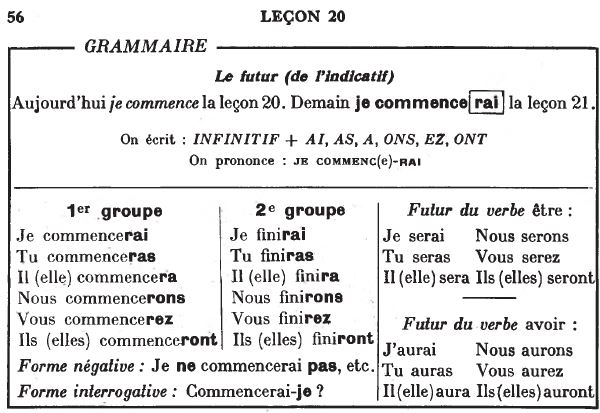 56 LEÇON 20
GRAMMAIRE
Le futur (de l'indicatif)
Aujourd'hui je commence la leçon 20. Demain je commencerai la leçon 21.
On écrit : INFINITIF + AI, AS, A, ONS, EZ, ONT
On prononce : JE COMMENC(e)-RAI
1er groupe
Je commencerai
Tu commenceras
Il (elle) commencera
Nous commencerons
Vous commencerez
Ils (elles) commenceront
2e groupe
Je finirai
Tu finiras
Il (elle) finira
Nous finirons
Vous finirez
Ils (elles) finiront
Forme négative : Je ne commencerai pas, etc.
Forme interrogative : Commencerai-je ?
Futur du verbe être :
Je serai Nous serons
Tu seras Vous serez
Il (elle) sera Ils (elles) seront
Futur du verbe avoir :
J'aurai Nous aurons
Tu auras Vous aurez
Il (elle) aura Ils (elles) auront